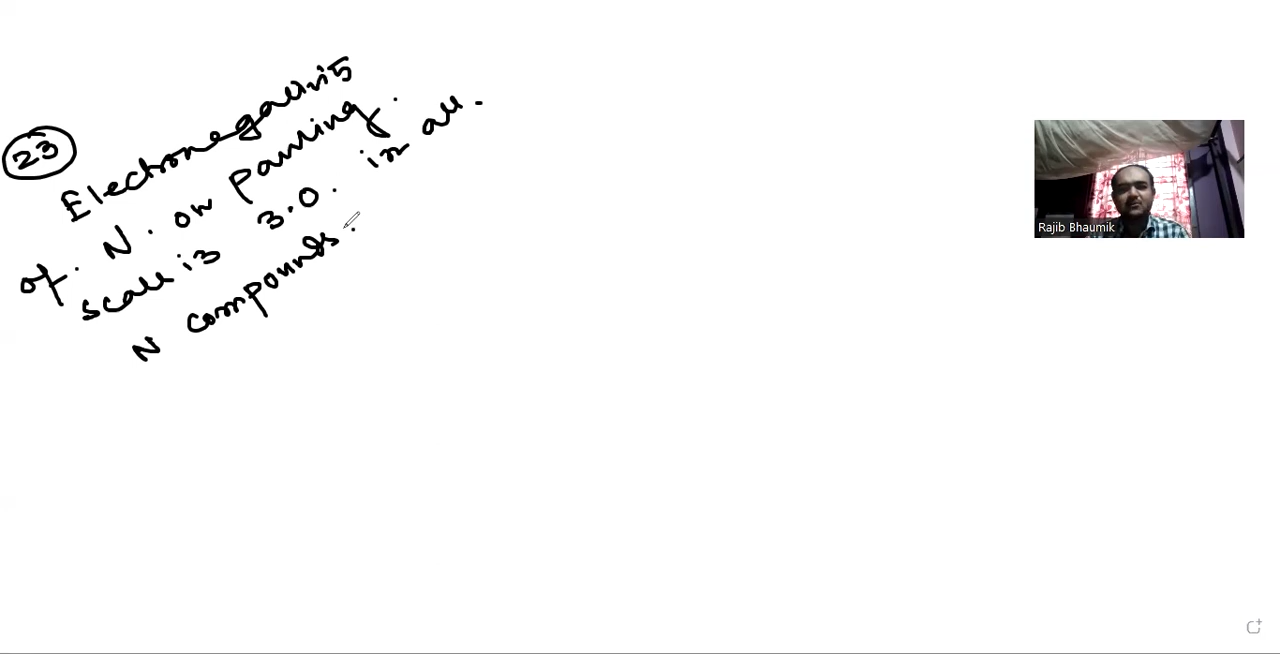 23
Electronegativity
of. N. on pauling.
scale is 3.0. in all.
N compounds.
Rajib Bhaumik